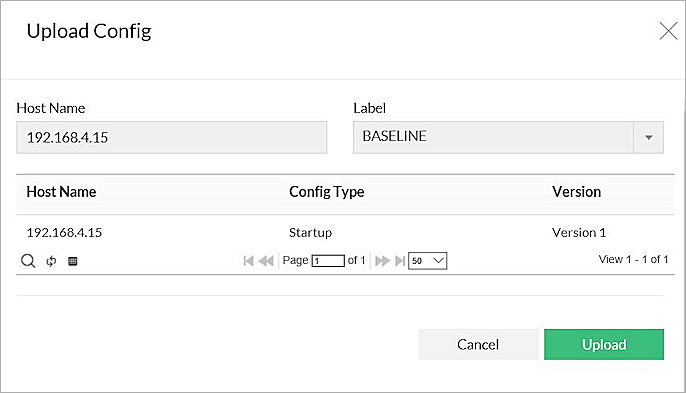 Upload Config
Host Name Label
192.168.4.15 BASELINE
Host Name Config Type Version
192.168.4.15 Startup Version 1
Page 1 of 1 50 View 1 - 1 of 1
Cancel Upload